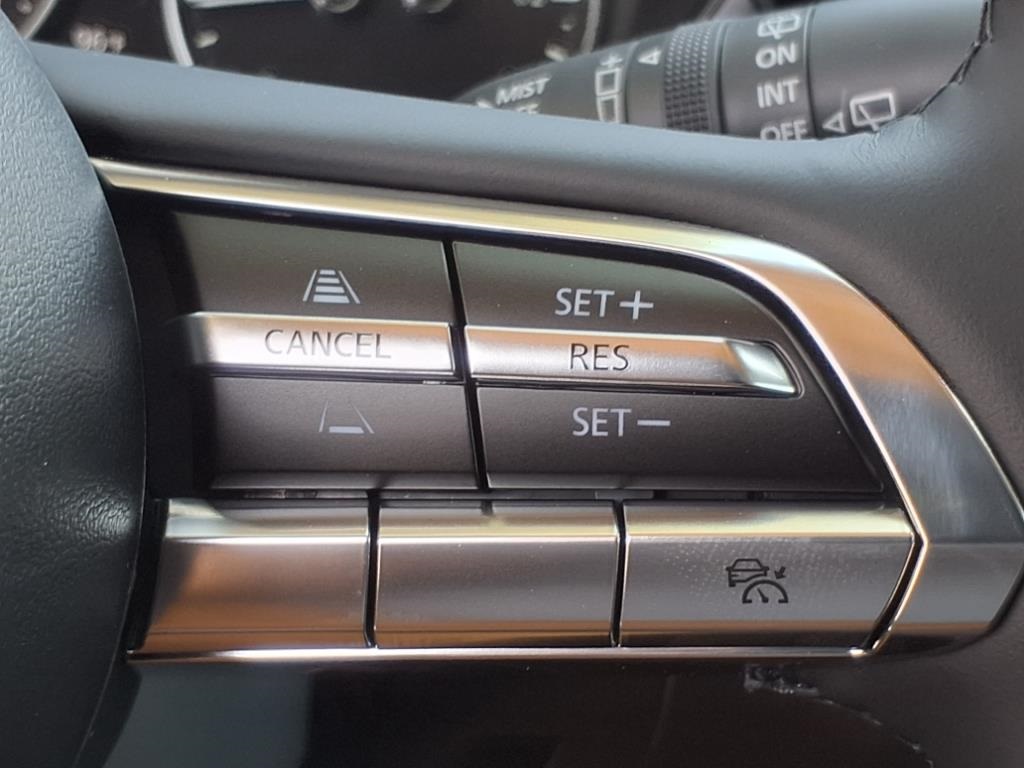 MIST
ON
INT
OFF
SET+
CANCEL
RES
SET-